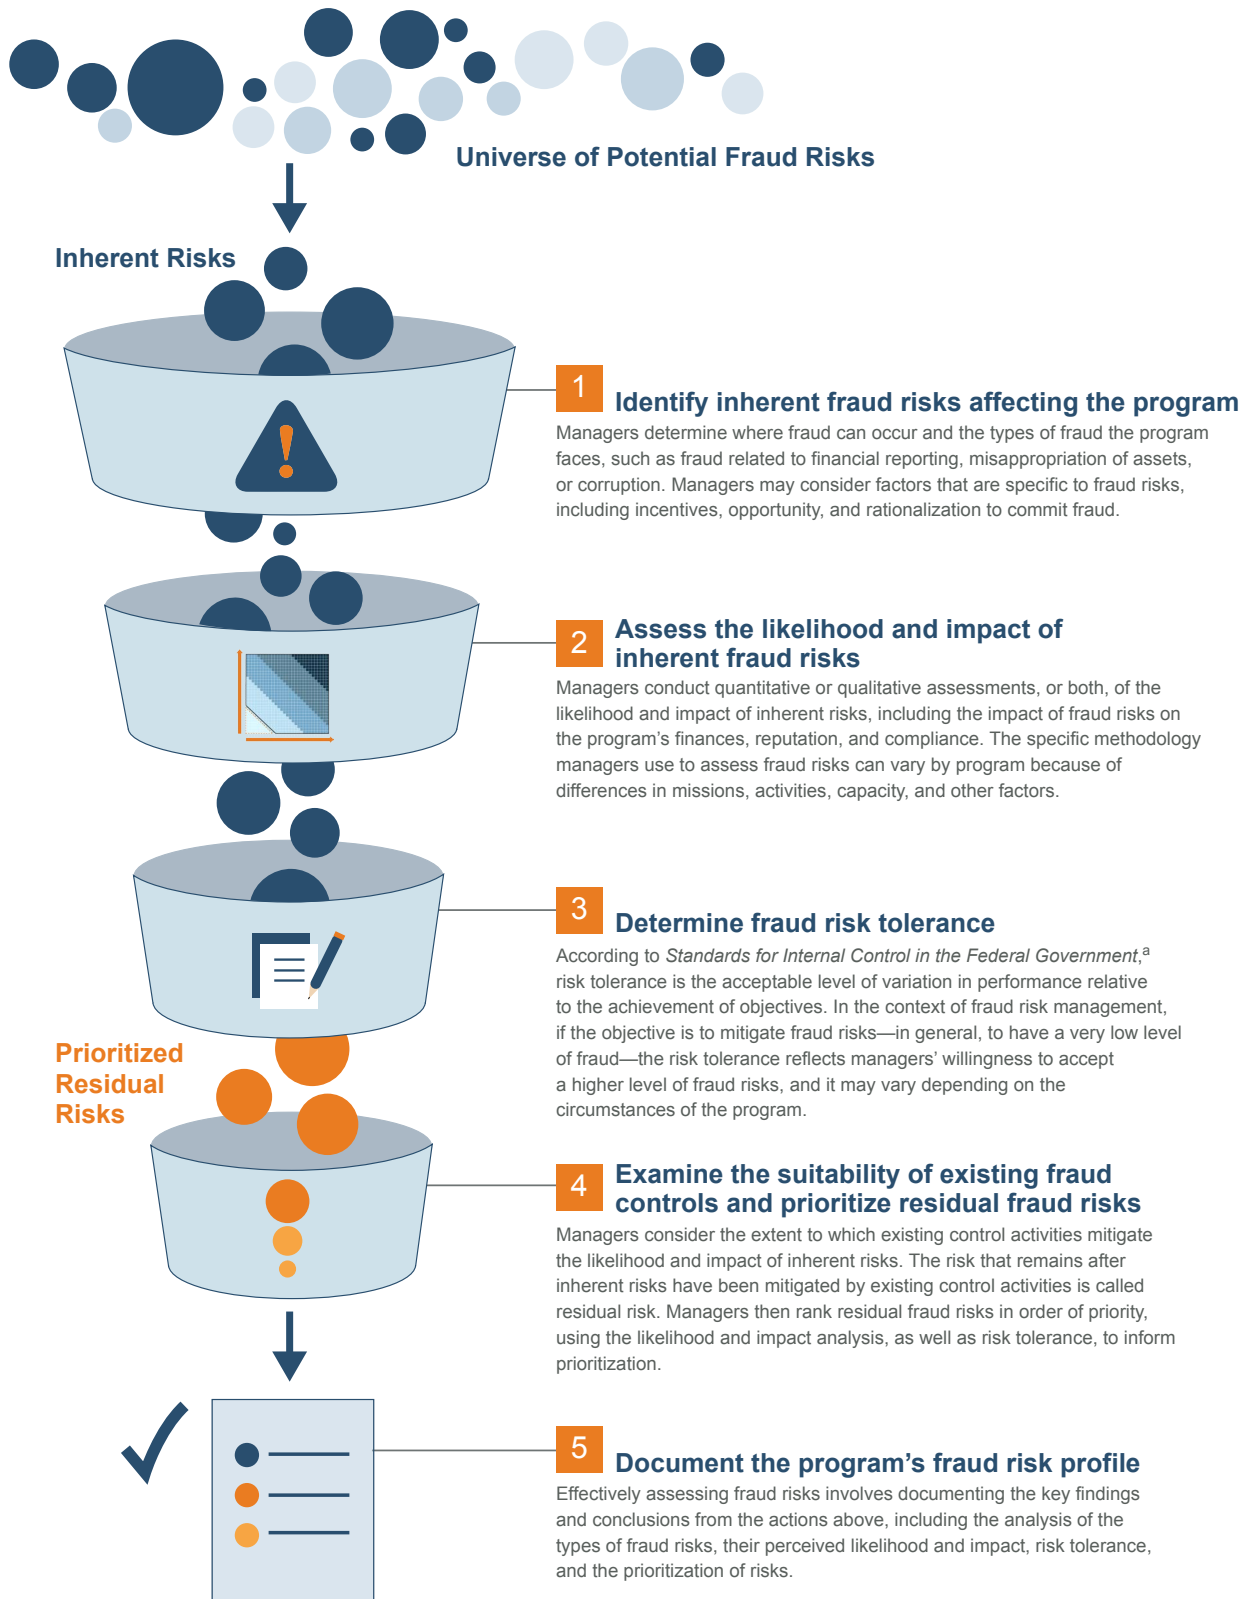 Universe of Potential Fraud Risks
Inherent Risks
1
Identify inherent fraud risks affecting the program
Managers determine where fraud can occur and the types of fraud the program
faces, such as fraud related to financial reporting, misappropriation of assets,
or corruption. Managers may consider factors that are specific to fraud risks,
including incentives, opportunity, and rationalization to commit fraud.
2
Assess the likelihood and impact of
inherent fraud risks
Managers conduct quantitative or qualitative assessments, or both, of the
likelihood and impact of inherent risks, including the impact of fraud risks on
the program’s finances, reputation, and compliance. The specific methodology
managers use to assess fraud risks can vary by program because of
differences in missions, activities, capacity, and other factors.
3
Determine fraud risk tolerance
According to Standards for Internal Control in the Federal Government,ᵃ
risk tolerance is the acceptable level of variation in performance relative
to the achievement of objectives. In the context of fraud risk management,
if the objective is to mitigate fraud risks—in general, to have a very low level
of fraud—the risk tolerance reflects managers’ willingness to accept
a higher level of fraud risks, and it may vary depending on the
circumstances of the program.
Prioritized
Residual
Risks
4
Examine the suitability of existing fraud
controls and prioritize residual fraud risks
Managers consider the extent to which existing control activities mitigate
the likelihood and impact of inherent risks. The risk that remains after
inherent risks have been mitigated by existing control activities is called
residual risk. Managers then rank residual fraud risks in order of priority,
using the likelihood and impact analysis, as well as risk tolerance, to inform
prioritization.
5
Document the program’s fraud risk profile
Effectively assessing fraud risks involves documenting the key findings
and conclusions from the actions above, including the analysis of the
types of fraud risks, their perceived likelihood and impact, risk tolerance,
and the prioritization of risks.